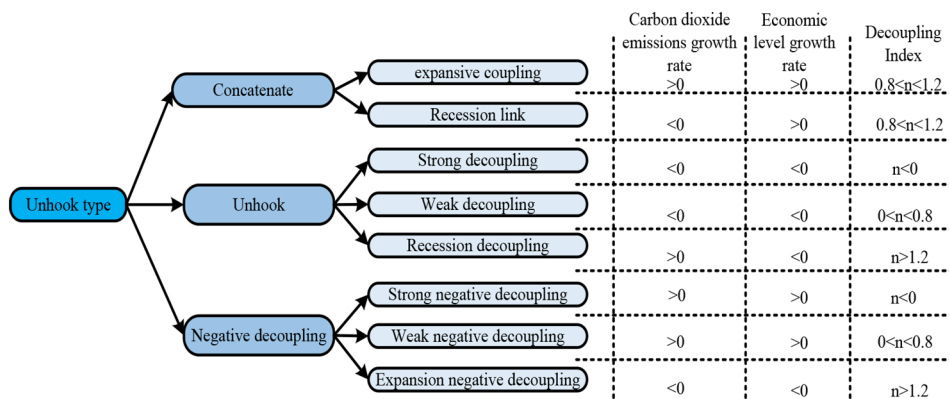 Carbon dioxide
emissions growth
rate
Economic
level growth
rate
Decoupling
Index
expansive coupling
>0
>0
0.8<n<1.2
Concatenate
Recession link
<0
>0
0.8<n<1.2
Strong decoupling
<0
<0
n<0
Unhook type
Unhook
Weak decoupling
<0
<0
0<n<0.8
Recession decoupling
>0
<0
n>1.2
Strong negative decoupling
>0
>0
n<0
Negative decoupling
Weak negative decoupling
>0
>0
0<n<0.8
Expansion negative decoupling
<0
<0
n>1.2